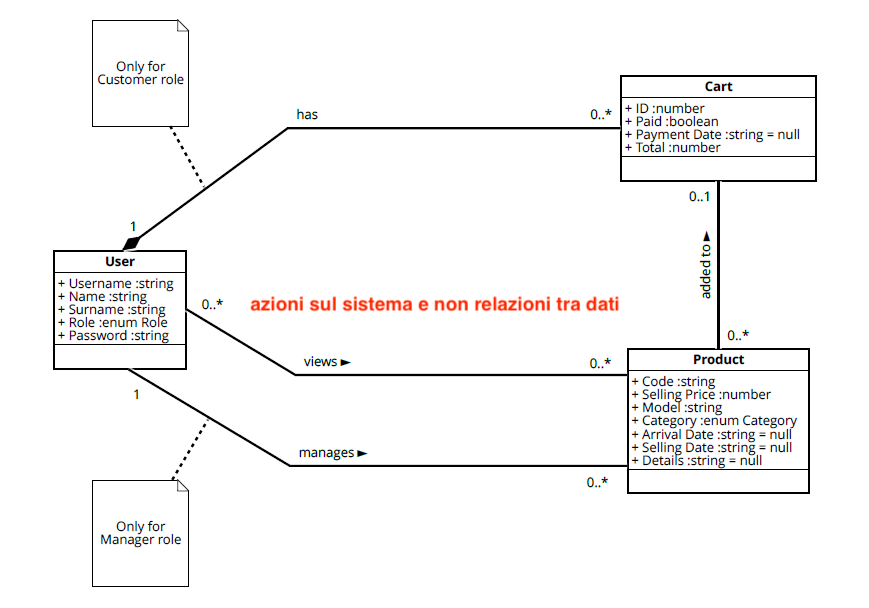 Only for
Customer role
has
0..*
Cart
+ ID :number
+ Paid :boolean
+ Payment Date :string = null
+ Total :number
0..1
1
User
+ Username :string
+ Name :string
+ Surname :string
+ Role :enum Role
+ Password :string
added to ►
0..*
azioni sul sistema e non relazioni tra dati
0..*
views ►
0..*
Product
+ Code :string
+ Selling Price :number
+ Model :string
+ Category :enum Category
+ Arrival Date :string = null
+ Selling Date :string = null
+ Details :string = null
1
manages ►
0..*
Only for
Manager role